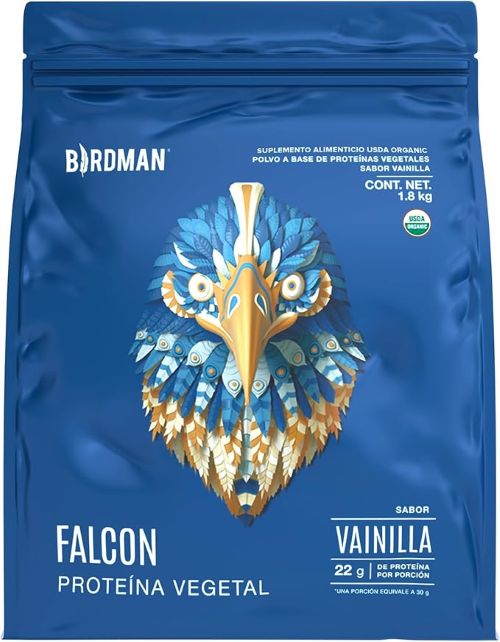 BIRDMAN®
SUPLEMENTO ALIMENTICIO USDA ORGANIC
POLVO A BASE DE PROTEÍNAS VEGETALES
SABOR VAINILLA
CONT. NET.
1.8 kg
USDA
ORGANIC
FALCON
PROTEÍNA VEGETAL
SABOR
VAINILLA
22 g
DE PROTEÍNA
POR PORCIÓN
*UNA PORCIÓN EQUIVALE A 30 g